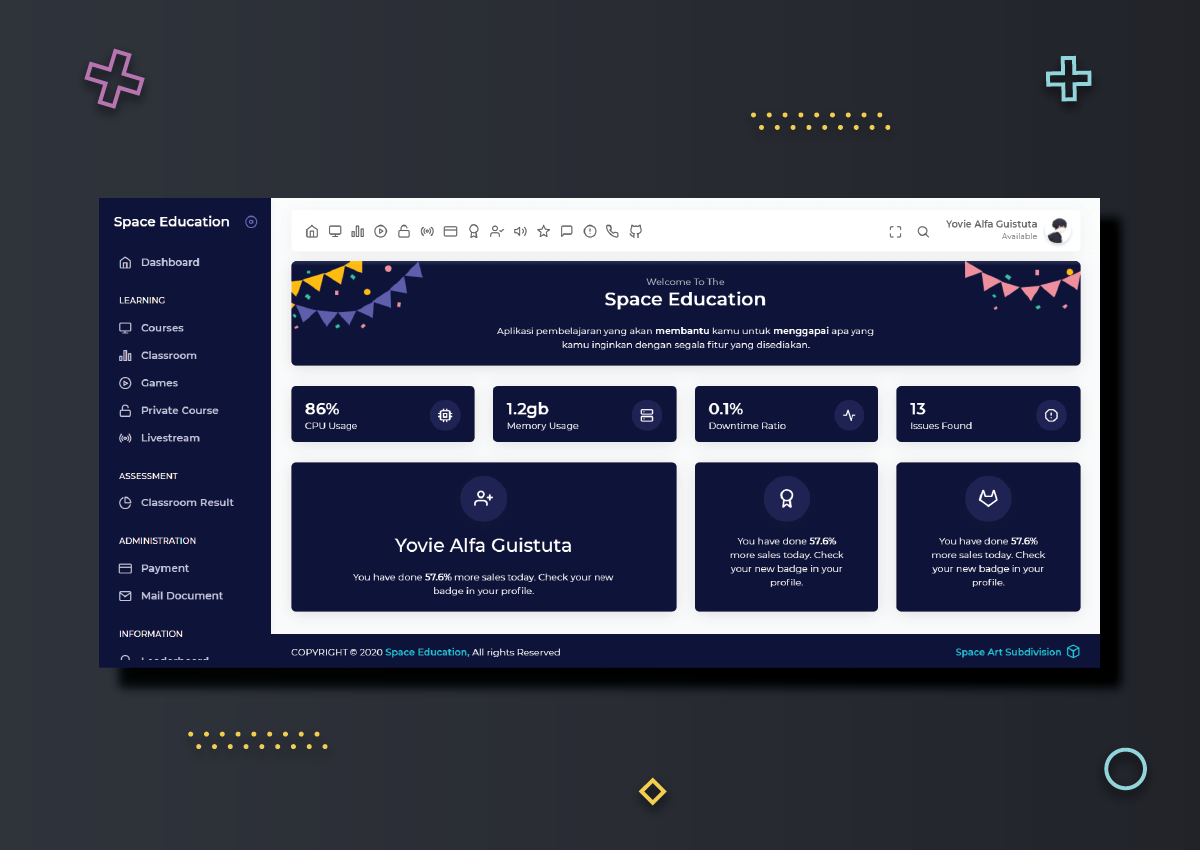 Space Education
Dashboard
LEARNING
Courses
Classroom
Games
Private Course
Livestream
ASSESSMENT
Classroom Result
ADMINISTRATION
Payment
Mail Document
INFORMATION
Leaderboard
Yovie Alfa Guistuta
Available
Welcome To The
Space Education
Aplikasi pembelajaran yang akan membantu kamu untuk menggapai apa yang
kamu inginkan dengan segala fitur yang disediakan.
86%
CPU Usage
1.2gb
Memory Usage
0.1%
Downtime Ratio
13
Issues Found
Yovie Alfa Guistuta
You have done 57.6% more sales today. Check your new
badge in your profile.
You have done 57.6%
more sales today. Check
your new badge in your
profile.
You have done 57.6%
more sales today. Check
your new badge in your
profile.
COPYRIGHT © 2020 Space Education, All rights Reserved
Space Art Subdivision